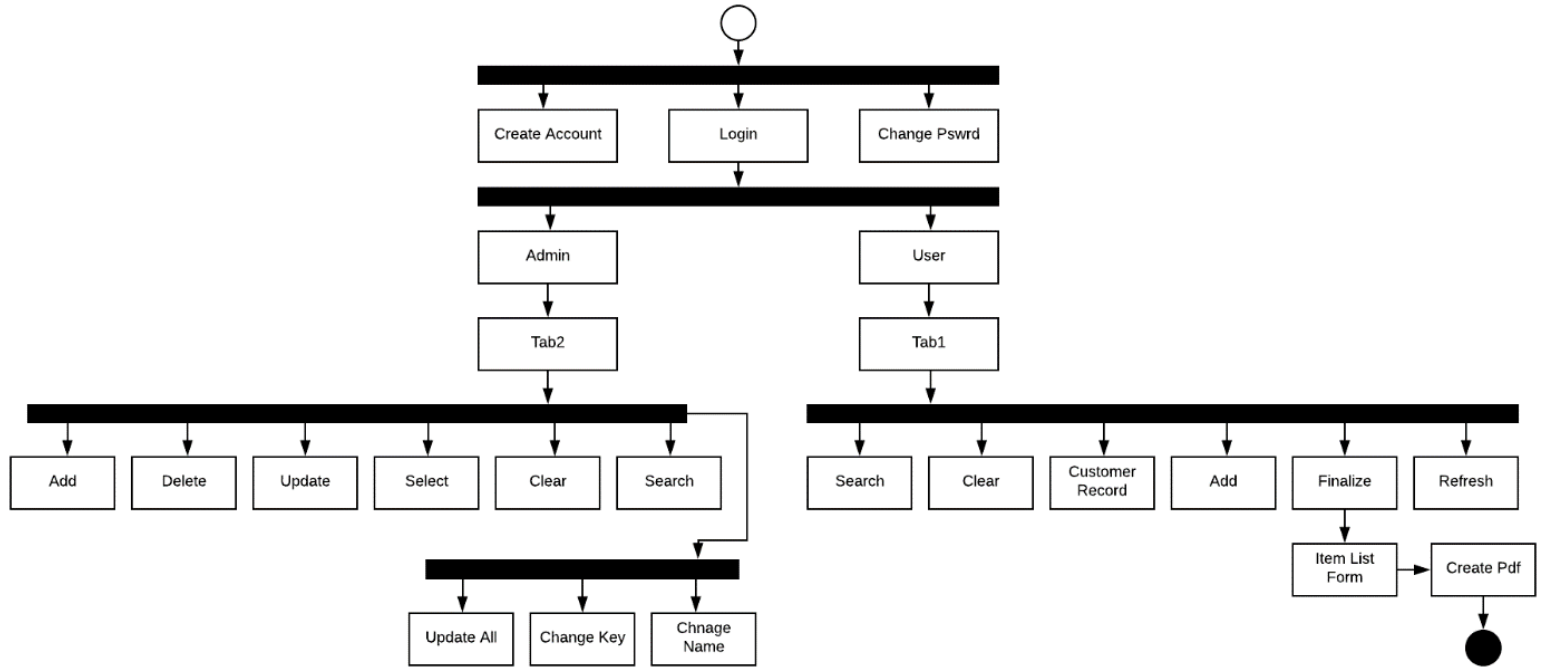 Create Account
Login
Change Pswrd
Admin
User
Tab2
Tab1
Add
Delete
Update
Select
Clear
Search
Search
Clear
Customer
Record
Add
Finalize
Refresh
Item List
Form
Create Pdf
Update All
Change Key
Chnage
Name